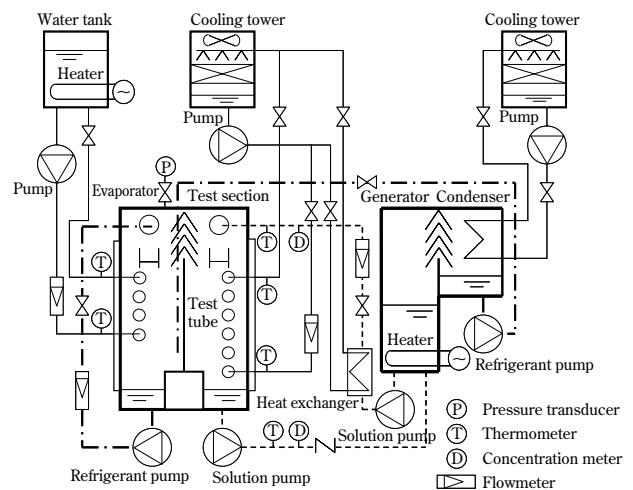 Water tank
Cooling tower
Cooling tower
Heater
~
Pump
Pump
Pump
P
Evaporator
Test section
Generator Condenser
T
D
T
T
T
Test
tube
T
Heater
~
Refrigerant pump
Heat exchanger
Solution pump
T
D
N
Refrigerant pump
Solution pump
P Pressure transducer
T Thermometer
D Concentration meter
Flowmeter